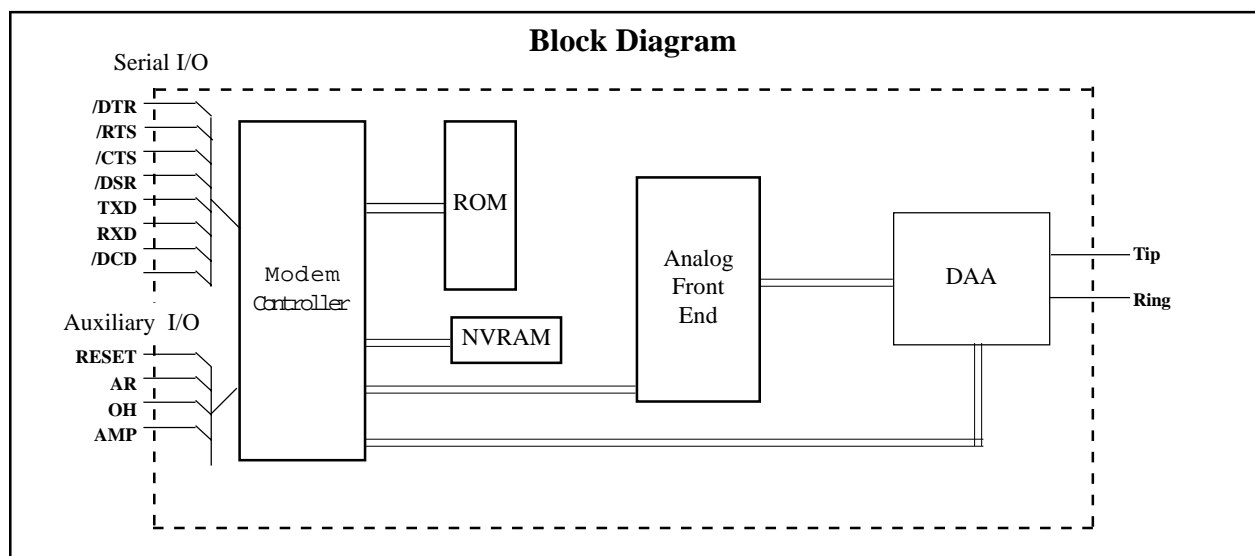 Block Diagram
Serial I/O
/DTR
/RTS
/CTS
/DSR
TXD
RXD
/DCD
Auxiliary I/O
RESET
AR
OH
AMP
Modem
Controller
ROM
NVRAM
Analog
Front
End
DAA
Tip
Ring